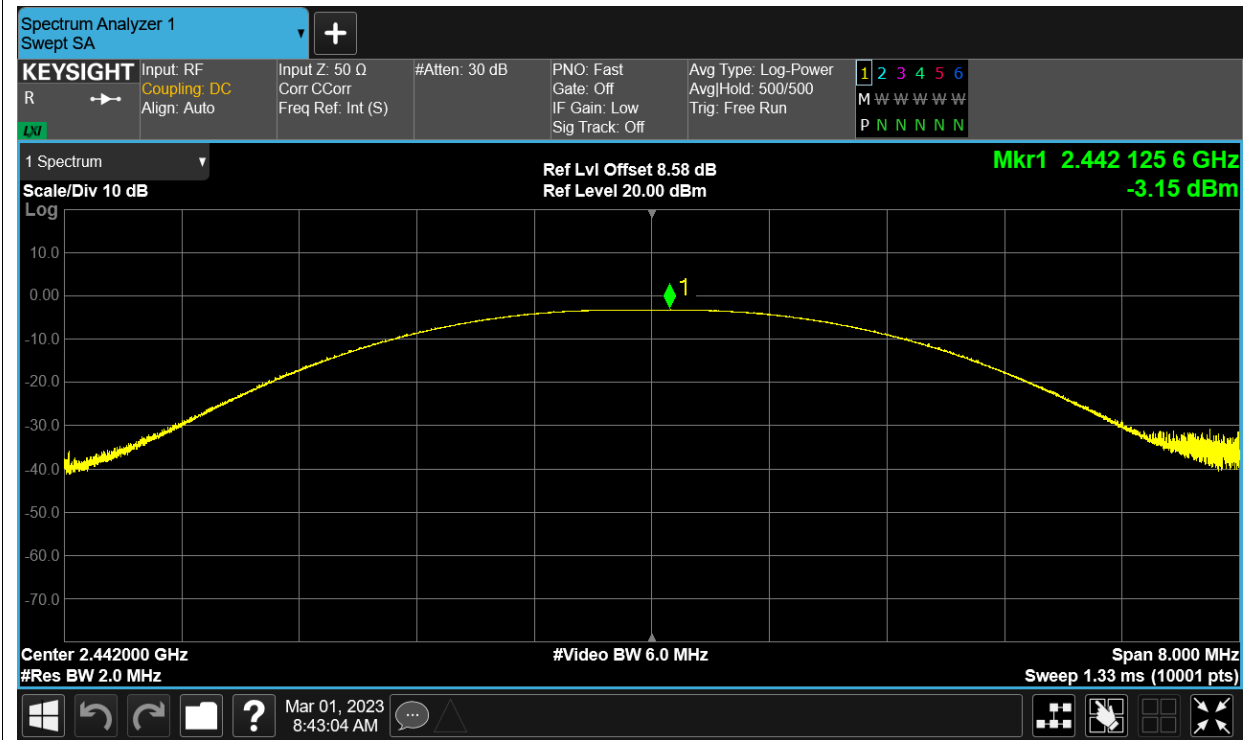 Spectrum Analyzer 1
Swept SA
KEYSIGHT
R
LXI
Input: RF
Coupling: DC
Align: Auto
Input Z: 50 Ω
Corr CCorr
Freq Ref: Int (S)
#Atten: 30 dB
PNO: Fast
Gate: Off
IF Gain: Low
Sig Track: Off
Avg Type: Log-Power
Avg|Hold: 500/500
Trig: Free Run
1 2 3 4 5 6
M W W W W W
P N N N N N
1 Spectrum
Scale/Div 10 dB
Ref Lvl Offset 8.58 dB
Ref Level 20.00 dBm
Mkr1 2.442 125 6 GHz
-3.15 dBm
Log
10.0
0.00
-10.0
-20.0
-30.0
-40.0
-50.0
-60.0
-70.0
1
Center 2.442000 GHz
#Res BW 2.0 MHz
#Video BW 6.0 MHz
Span 8.000 MHz
Sweep 1.33 ms (10001 pts)
?
Mar 01, 2023
8:43:04 AM